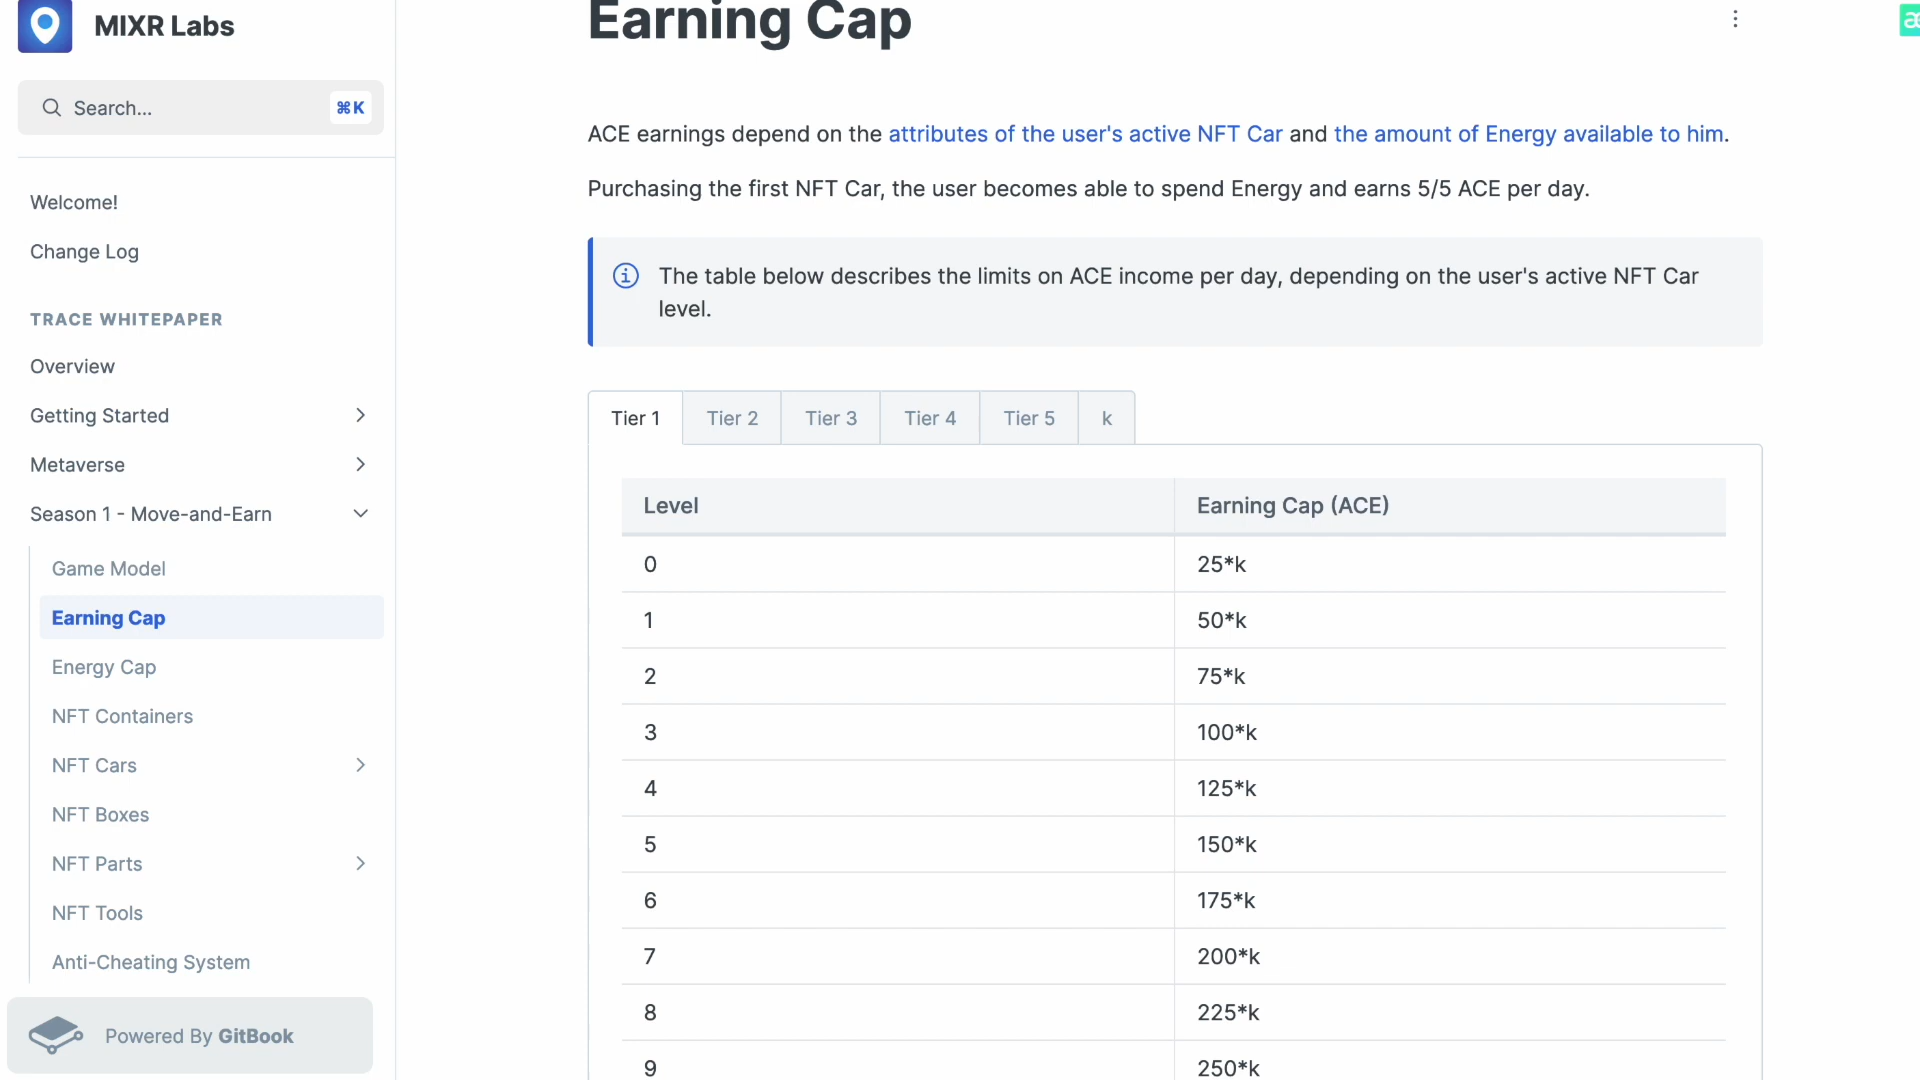 MIXR Labs
Search...
⌘K
Welcome!
Change Log
TRACE WHITEPAPER
Overview
Getting Started
Metaverse
Season 1 - Move-and-Earn
Game Model
Earning Cap
Energy Cap
NFT Containers
NFT Cars
NFT Boxes
NFT Parts
NFT Tools
Anti-Cheating System
Powered By GitBook
Earning Cap
ACE earnings depend on the attributes of the user's active NFT Car and the amount of Energy available to him.
Purchasing the first NFT Car, the user becomes able to spend Energy and earns 5/5 ACE per day.
The table below describes the limits on ACE income per day, depending on the user's active NFT Car
level.
Tier 1 Tier 2 Tier 3 Tier 4 Tier 5 k
Level Earning Cap (ACE)
0 25*k
1 50*k
2 75*k
3 100*k
4 125*k
5 150*k
6 175*k
7 200*k
8 225*k
9 250*k